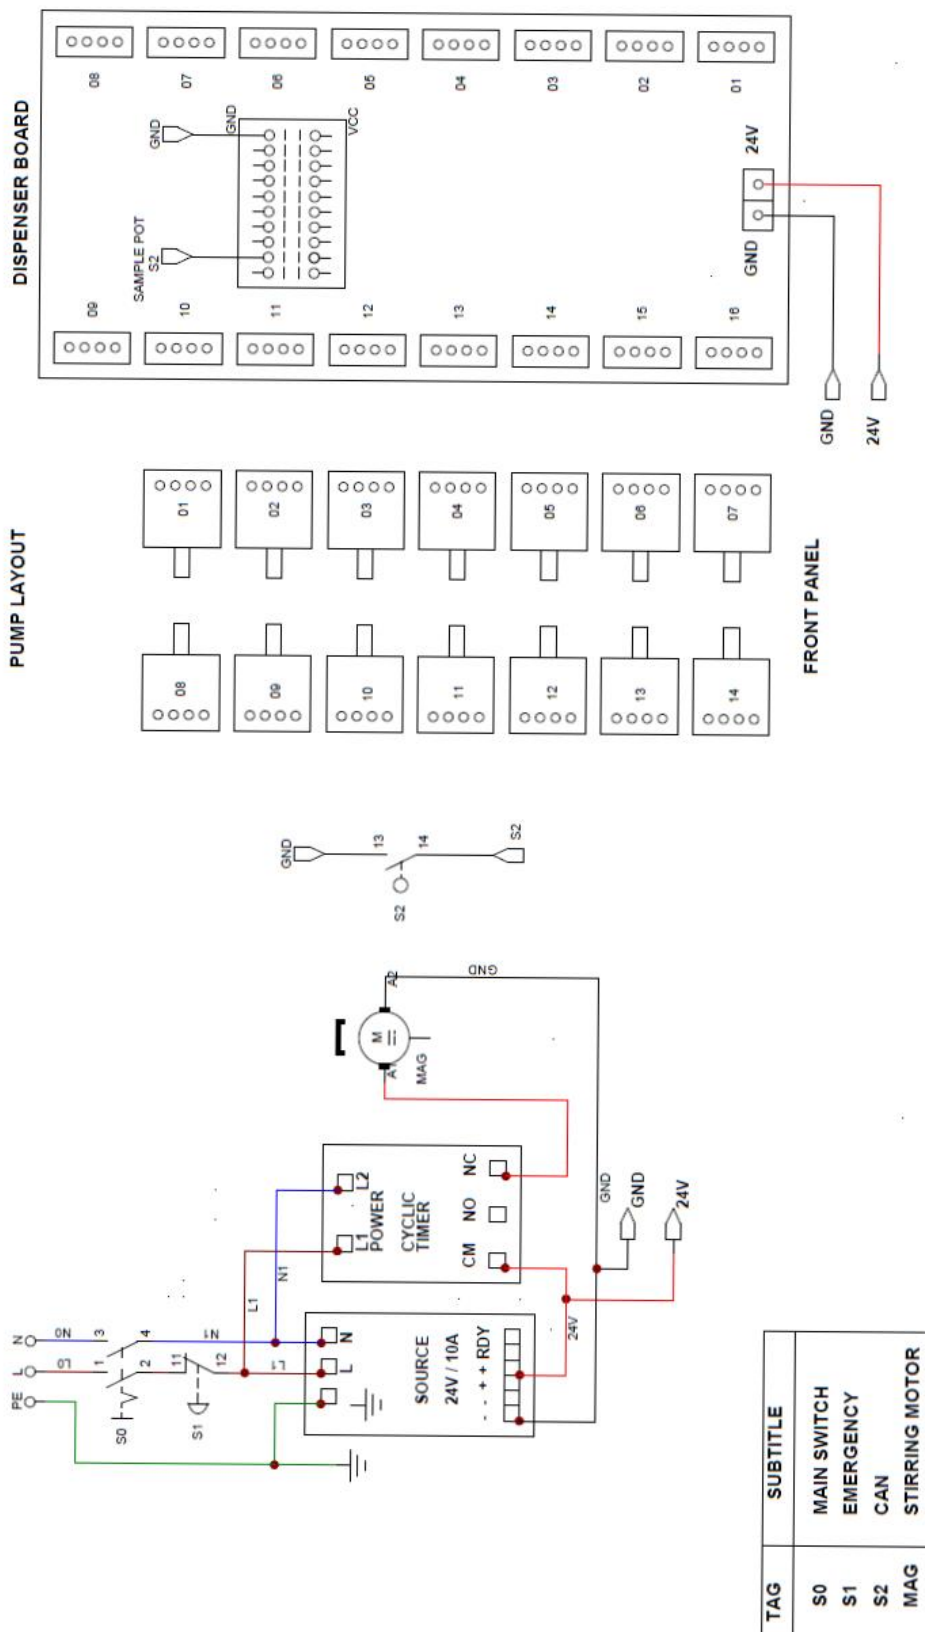 PE L N
L0 N0
1 3
S0
2 4
11
S1
12
N1
L1
L1
N1
L N
SOURCE
24V / 10A
- - + + RDY
L1 L2
POWER
CYCLIC
TIMER
CM NO NC
24V
GND
GND
24V
A1 M A2
MAG
GND
GND
13
S2
14
S2
PUMP LAYOUT
08 01
09 02
10 03
11 04
12 05
13 06
14 07
FRONT PANEL
DISPENSER BOARD
09 08
10 07
11 06
12 05
13 04
14 03
15 02
16 01
SAMPLE POT
S2
GND
GND
VCC
GND 24V
GND
24V
TAG SUBTITLE
S0 MAIN SWITCH
S1 EMERGENCY
S2 CAN
MAG STIRRING MOTOR